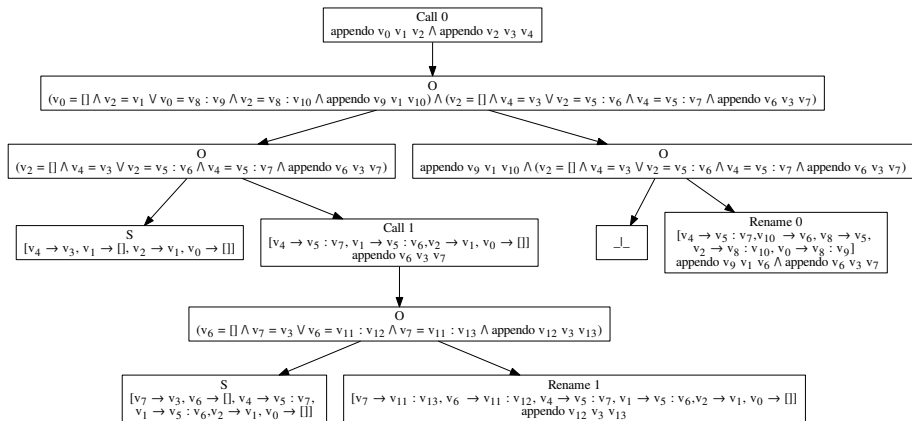 Call 0
appendo v₀ v₁ v₂ ⋀ appendo v₂ v₃ v₄
O
(v₀ = [] ⋀ v₂ = v₁ ⋁ v₀ = v₈ : v₉ ⋀ v₂ = v₈ : v₁₀ ⋀ appendo v₉ v₁ v₁₀) ⋀ (v₂ = [] ⋀ v₄ = v₃ ⋁ v₂ = v₅ : v₆ ⋀ v₄ = v₅ : v₇ ⋀ appendo v₆ v₃ v₇)
O
(v₂ = [] ⋀ v₄ = v₃ ⋁ v₂ = v₅ : v₆ ⋀ v₄ = v₅ : v₇ ⋀ appendo v₆ v₃ v₇)
O
appendo v₉ v₁ v₁₀ ⋀ (v₂ = [] ⋀ v₄ = v₃ ⋁ v₂ = v₅ : v₆ ⋀ v₄ = v₅ : v₇ ⋀ appendo v₆ v₃ v₇)
S
[v₄ → v₃, v₁ → [], v₂ → v₁, v₀ → []]
Call 1
[v₄ → v₅ : v₇, v₁ → v₅ : v₆,v₂ → v₁, v₀ → []]
appendo v₆ v₃ v₇
_|_
Rename 0
[v₄ → v₅ : v₇,v₁₀ → v₆, v₈ → v₅,
v₂ → v₈ : v₁₀, v₀ → v₈ : v₉]
appendo v₉ v₁ v₆ ⋀ appendo v₆ v₃ v₇
O
(v₆ = [] ⋀ v₇ = v₃ ⋁ v₆ = v₁₁ : v₁₂ ⋀ v₇ = v₁₁ : v₁₃ ⋀ appendo v₁₂ v₃ v₁₃)
S
[v₇ → v₃, v₆ → [], v₄ → v₅ : v₇,
v₁ → v₅ : v₆,v₂ → v₁, v₀ → []]
Rename 1
[v₇ → v₁₁ : v₁₃, v₆ → v₁₁ : v₁₂, v₄ → v₅ : v₇, v₁ → v₅ : v₆,v₂ → v₁, v₀ → []]
appendo v₁₂ v₃ v₁₃